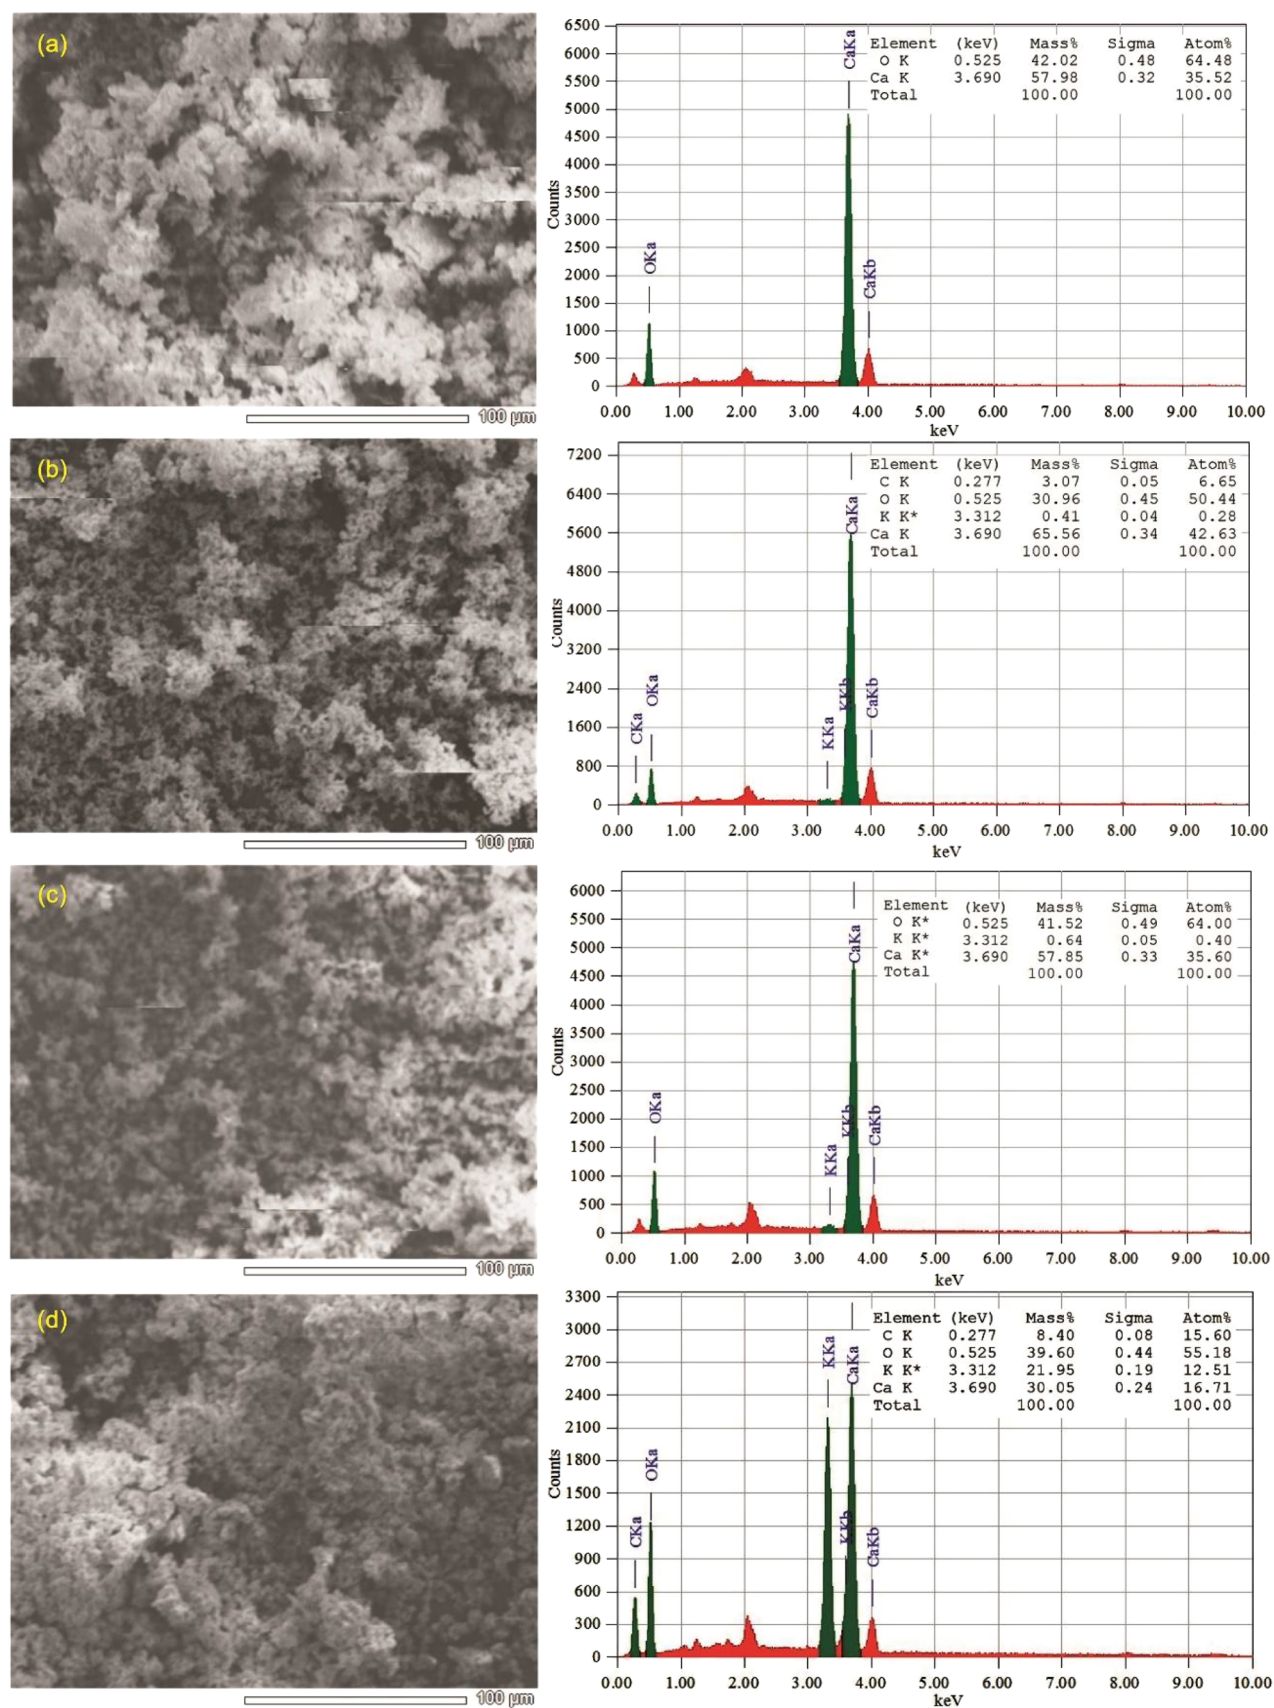 (a)
100 µm
6500
6000
5500
5000
4500
4000
3500
3000
2500
2000
1500
1000
500
0
Counts
OKa
CaKa
CaKb
Element (keV) Mass% Sigma Atom%
O K 0.525 42.02 0.48 64.48
Ca K 3.690 57.98 0.32 35.52
Total 100.00 100.00
0.00 1.00 2.00 3.00 4.00 5.00 6.00 7.00 8.00 9.00 10.00
keV
(b)
100 µm
7200
6400
5600
4800
4000
3200
2400
1600
800
0
Counts
CKa
OKa
KKa
KKb
CaKa
CaKb
Element (keV) Mass% Sigma Atom%
C K 0.277 3.07 0.05 6.65
O K 0.525 30.96 0.45 50.44
K K* 3.312 0.41 0.04 0.28
Ca K 3.690 65.56 0.34 42.63
Total 100.00 100.00
0.00 1.00 2.00 3.00 4.00 5.00 6.00 7.00 8.00 9.00 10.00
keV
(c)
100 µm
6000
5500
5000
4500
4000
3500
3000
2500
2000
1500
1000
500
0
Counts
OKa
KKa
KKb
CaKa
CaKb
Element (keV) Mass% Sigma Atom%
O K* 0.525 41.52 0.49 64.00
K K* 3.312 0.64 0.05 0.40
Ca K* 3.690 57.85 0.33 35.60
Total 100.00 100.00
0.00 1.00 2.00 3.00 4.00 5.00 6.00 7.00 8.00 9.00 10.00
keV
(d)
100 µm
3300
3000
2700
2400
2100
1800
1500
1200
900
600
300
0
Counts
CKa
OKa
KKa
KKb
CaKa
CaKb
Element (keV) Mass% Sigma Atom%
C K 0.277 8.40 0.08 15.60
O K 0.525 39.60 0.44 55.18
K K* 3.312 21.95 0.19 12.51
Ca K 3.690 30.05 0.24 16.71
Total 100.00 100.00
0.00 1.00 2.00 3.00 4.00 5.00 6.00 7.00 8.00 9.00 10.00
keV